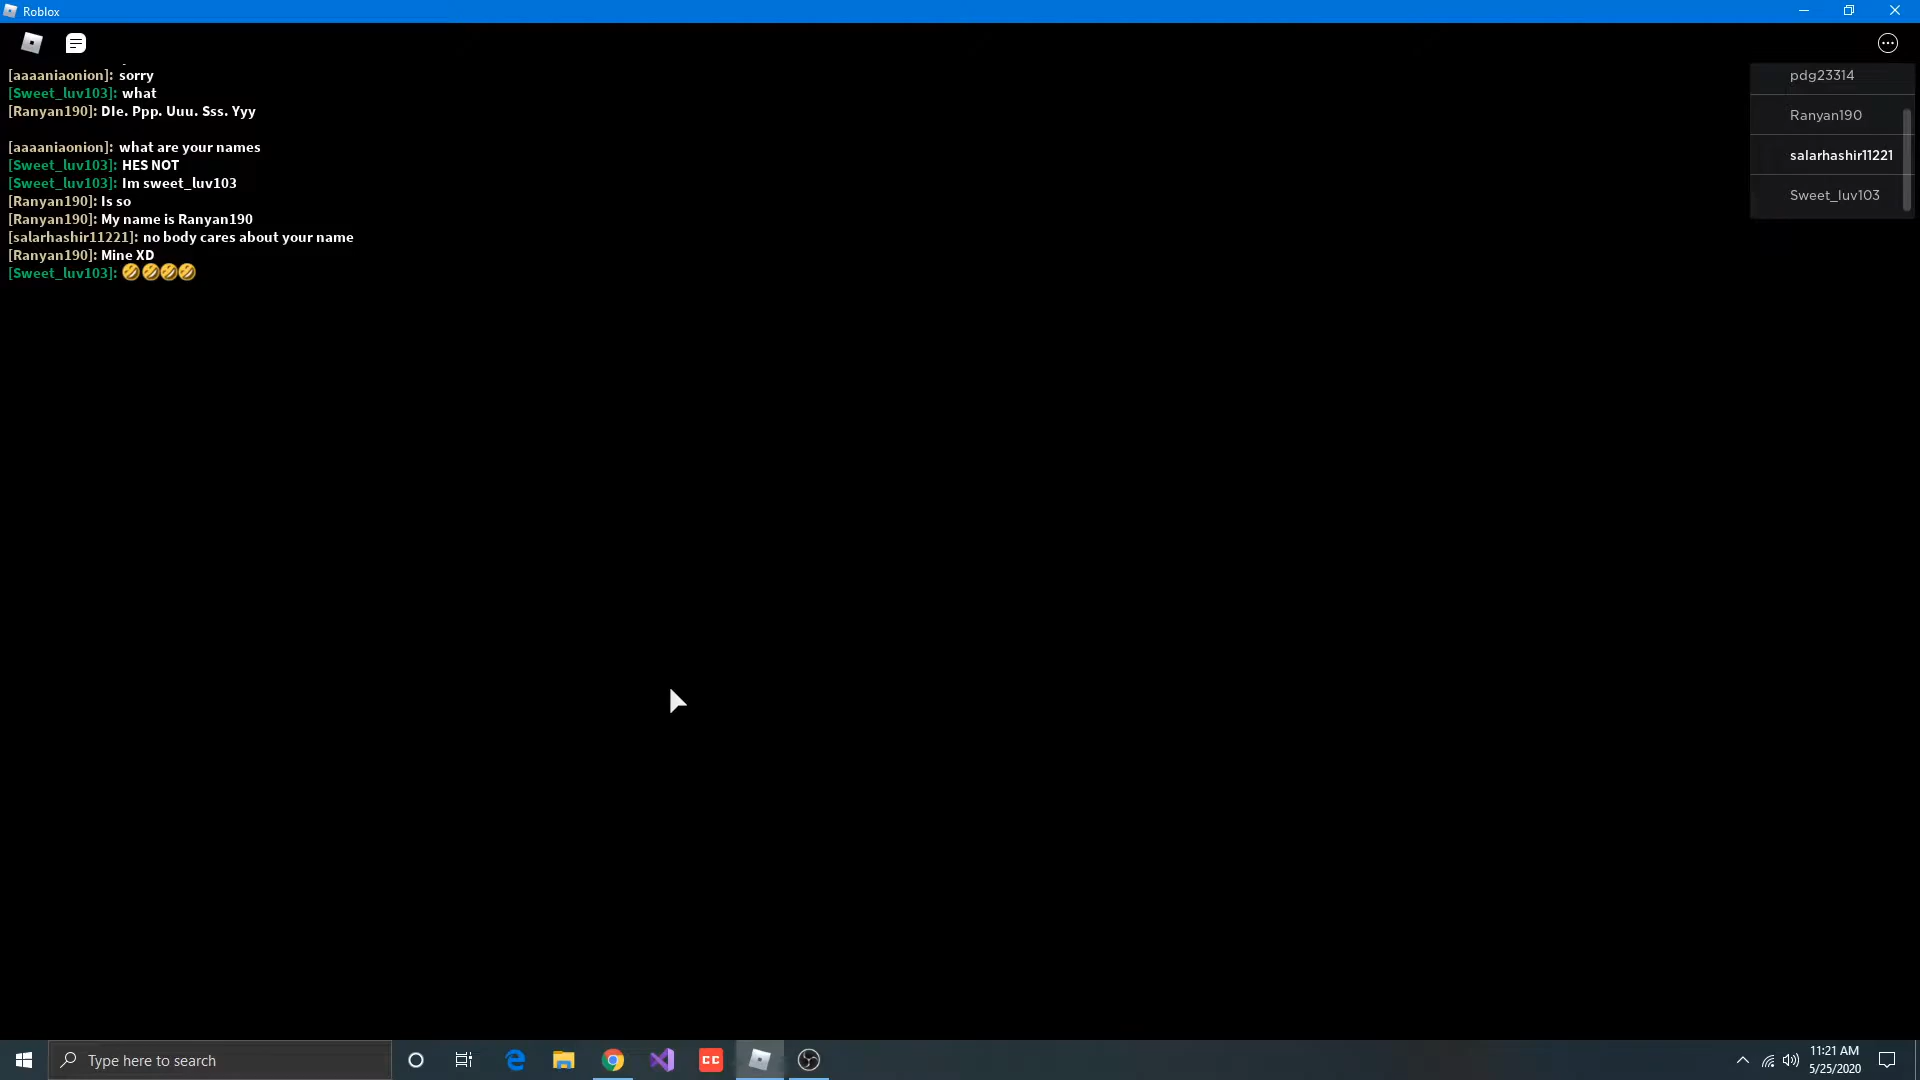 Roblox
[aaaaniaonion]: sorry
[Sweet_luv103]: what
[Ranyan190]: DIe. Ppp. Uuu. Sss. Yyy
[aaaaniaonion]: what are your names
[Sweet_luv103]: HES NOT
[Sweet_luv103]: Im sweet_luv103
[Ranyan190]: Is so
[Ranyan190]: My name is Ranyan190
[salarhashir11221]: no body cares about your name
[Ranyan190]: Mine XD
[Sweet_luv103]: 🤣🤣🤣🤣
pdg23314
Ranyan190
salarhashir11221
Sweet_luv103
Type here to search
CC
11:21 AM
5/25/2020